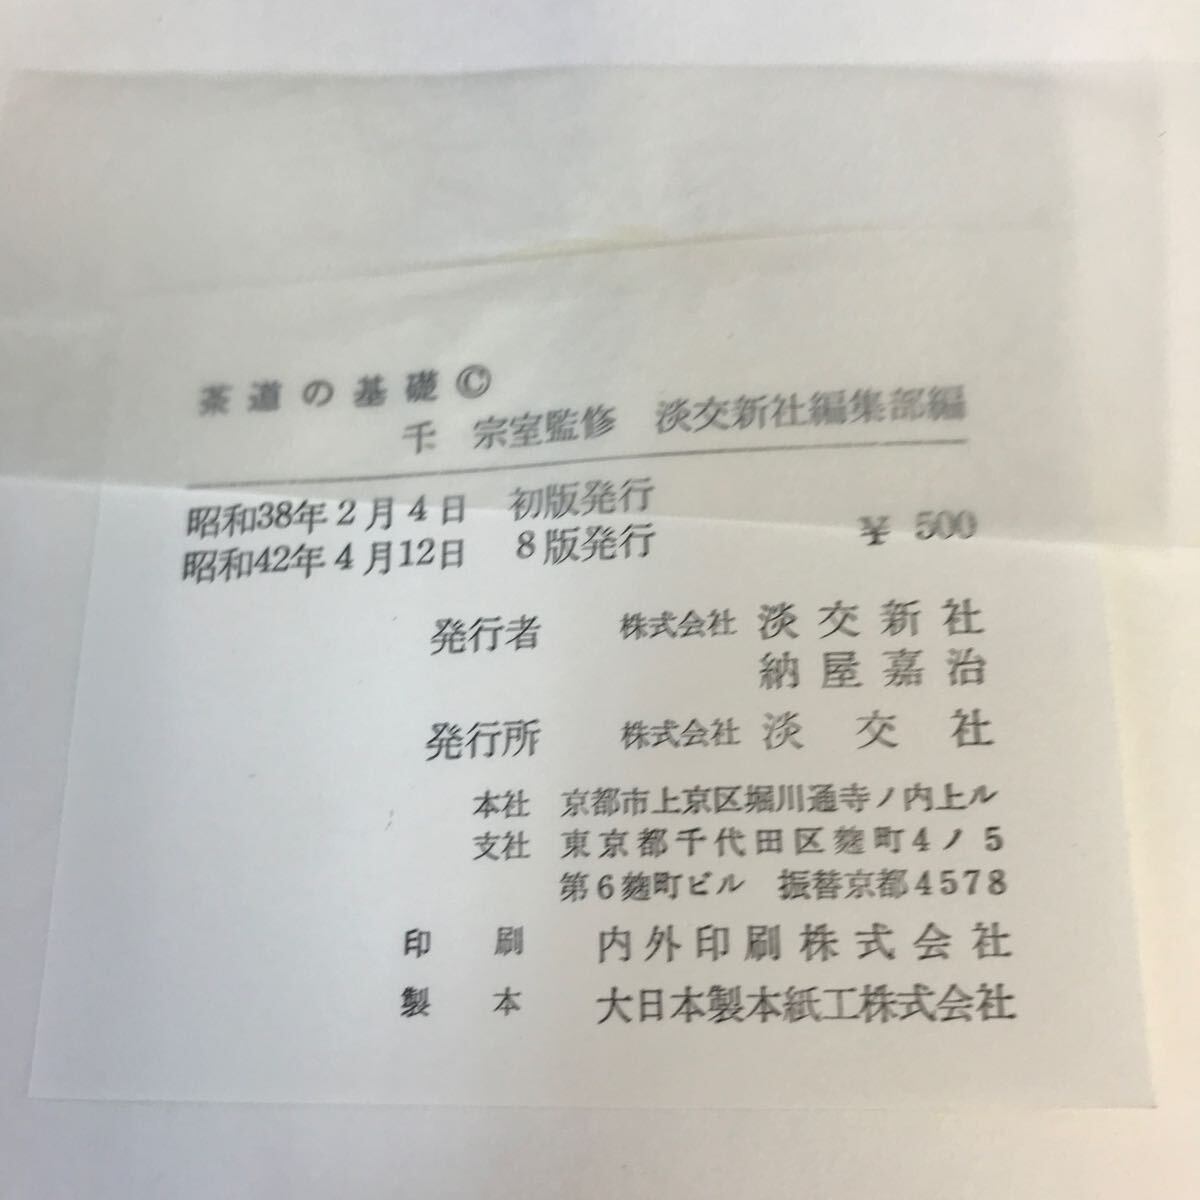 茶道の基礎©
千 宗室監修 淡交新社編集部編
昭和38年2月4日 初版発行
昭和42年4月12日 8版発行 ¥500
発行者 株式会社 淡交新社
納屋嘉治
発行所 株式会社 淡交社
本社 京都市上京区堀川通寺ノ内上ル
支社 東京都千代田区麹町4ノ5
第6麹町ビル 振替京都4578
印刷 内外印刷株式会社
製本 大日本製本紙工株式会社